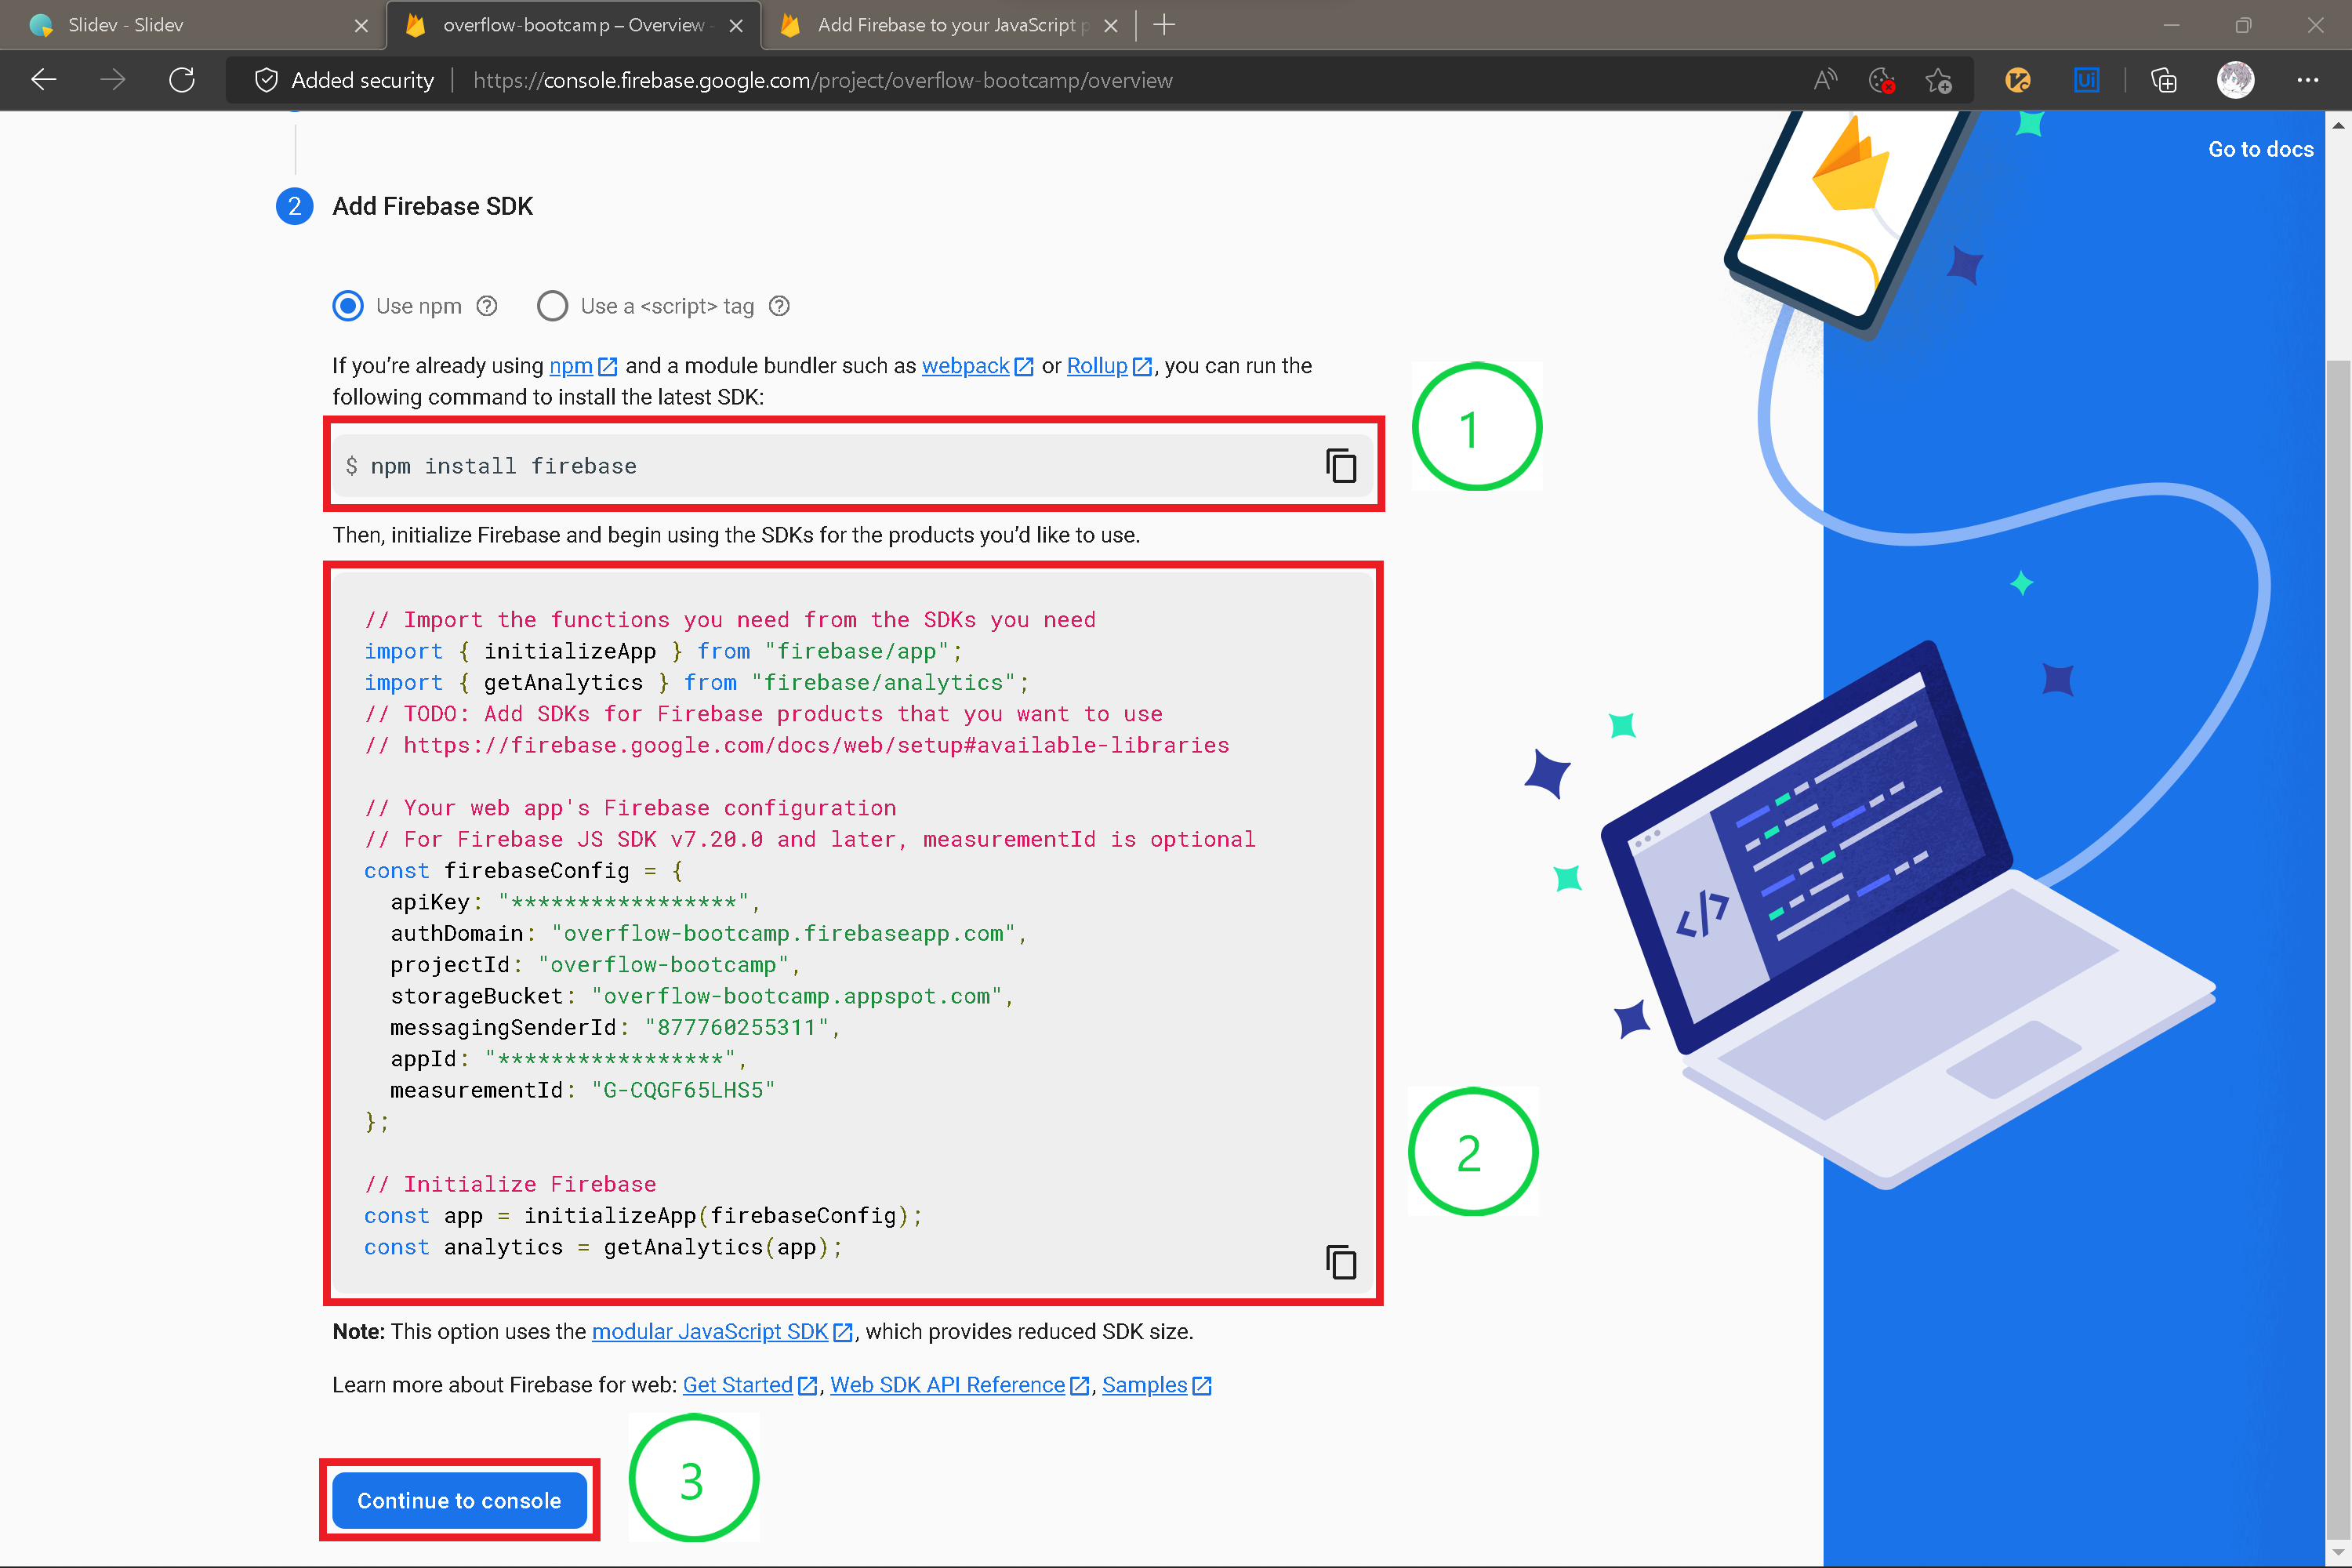 Slidev - Slidev
overflow-bootcamp – Overview -
Add Firebase to your JavaScript p
Added security
https://console.firebase.google.com/project/overflow-bootcamp/overview
Ui
Go to docs
2 Add Firebase SDK
Use npm ? Use a <script> tag ?
If you’re already using npm and a module bundler such as webpack or Rollup, you can run the
following command to install the latest SDK:
1
$ npm install firebase
Then, initialize Firebase and begin using the SDKs for the products you’d like to use.
// Import the functions you need from the SDKs you need
import { initializeApp } from "firebase/app";
import { getAnalytics } from "firebase/analytics";
// TODO: Add SDKs for Firebase products that you want to use
// https://firebase.google.com/docs/web/setup#available-libraries
// Your web app's Firebase configuration
// For Firebase JS SDK v7.20.0 and later, measurementId is optional
const firebaseConfig = {
apiKey: "*****************",
authDomain: "overflow-bootcamp.firebaseapp.com",
projectId: "overflow-bootcamp",
storageBucket: "overflow-bootcamp.appspot.com",
messagingSenderId: "877760255311",
appId: "*****************",
measurementId: "G-CQGF65LHS5"
};
2
// Initialize Firebase
const app = initializeApp(firebaseConfig);
const analytics = getAnalytics(app);
</>
Note: This option uses the modular JavaScript SDK, which provides reduced SDK size.
Learn more about Firebase for web: Get Started, Web SDK API Reference, Samples
3
Continue to console